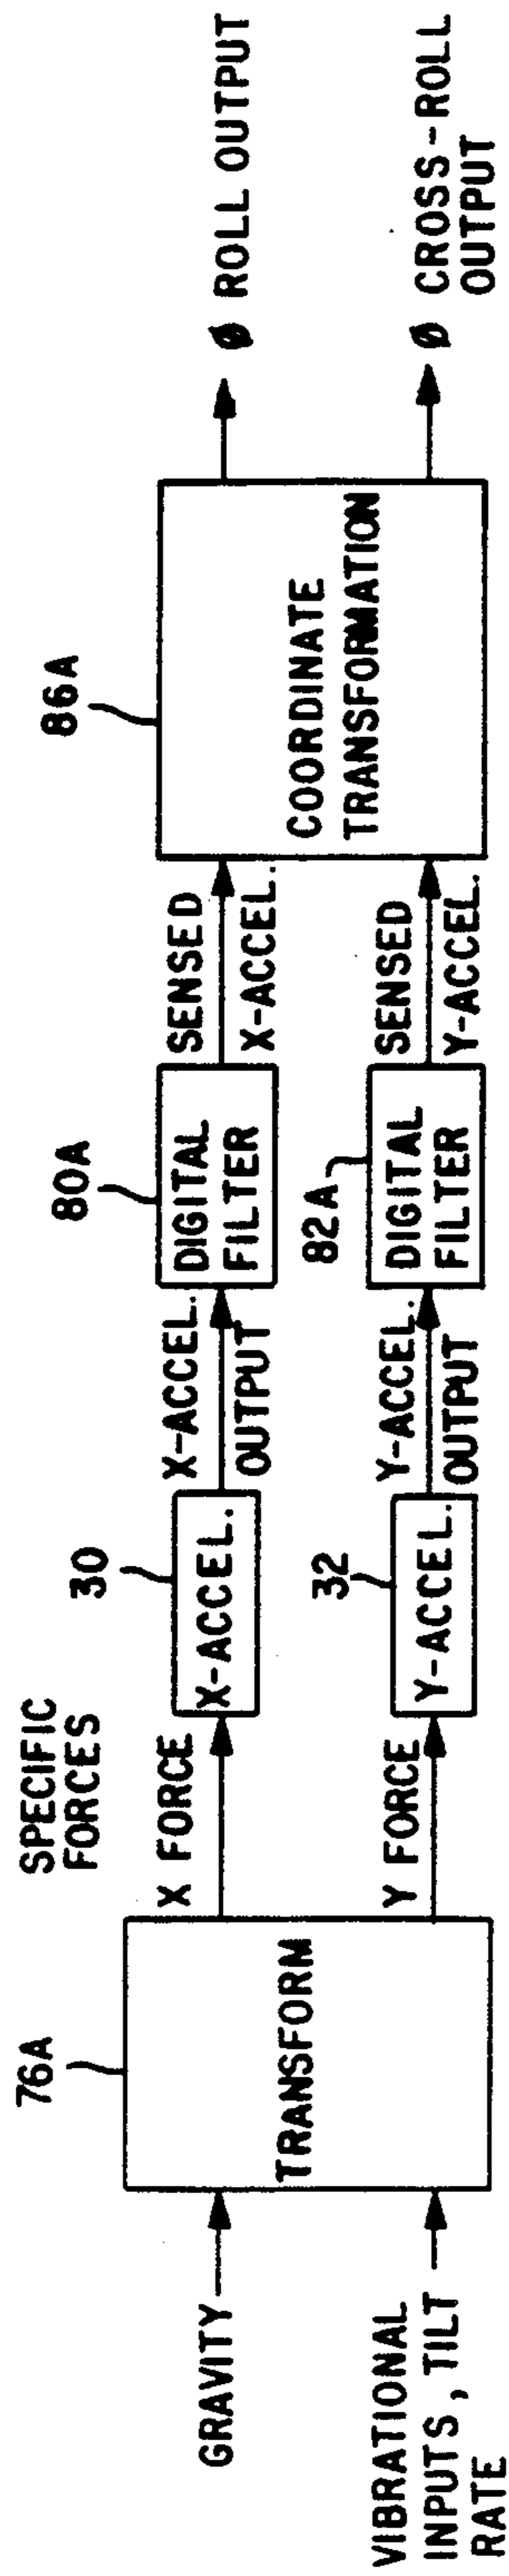 GRAVITY
VIBRATIONAL
INPUTS, TILT
RATE
76A
TRANSFORM
SPECIFIC
FORCES
X FORCE
Y FORCE
30
X-ACCEL.
32
Y-ACCEL.
X-ACCEL.
OUTPUT
Y-ACCEL.
OUTPUT
80A
DIGITAL
FILTER
82A
DIGITAL
FILTER
SENSED
X-ACCEL.
SENSED
Y-ACCEL.
86A
COORDINATE
TRANSFORMATION
Ø ROLL OUTPUT
Ø CROSS-ROLL
OUTPUT